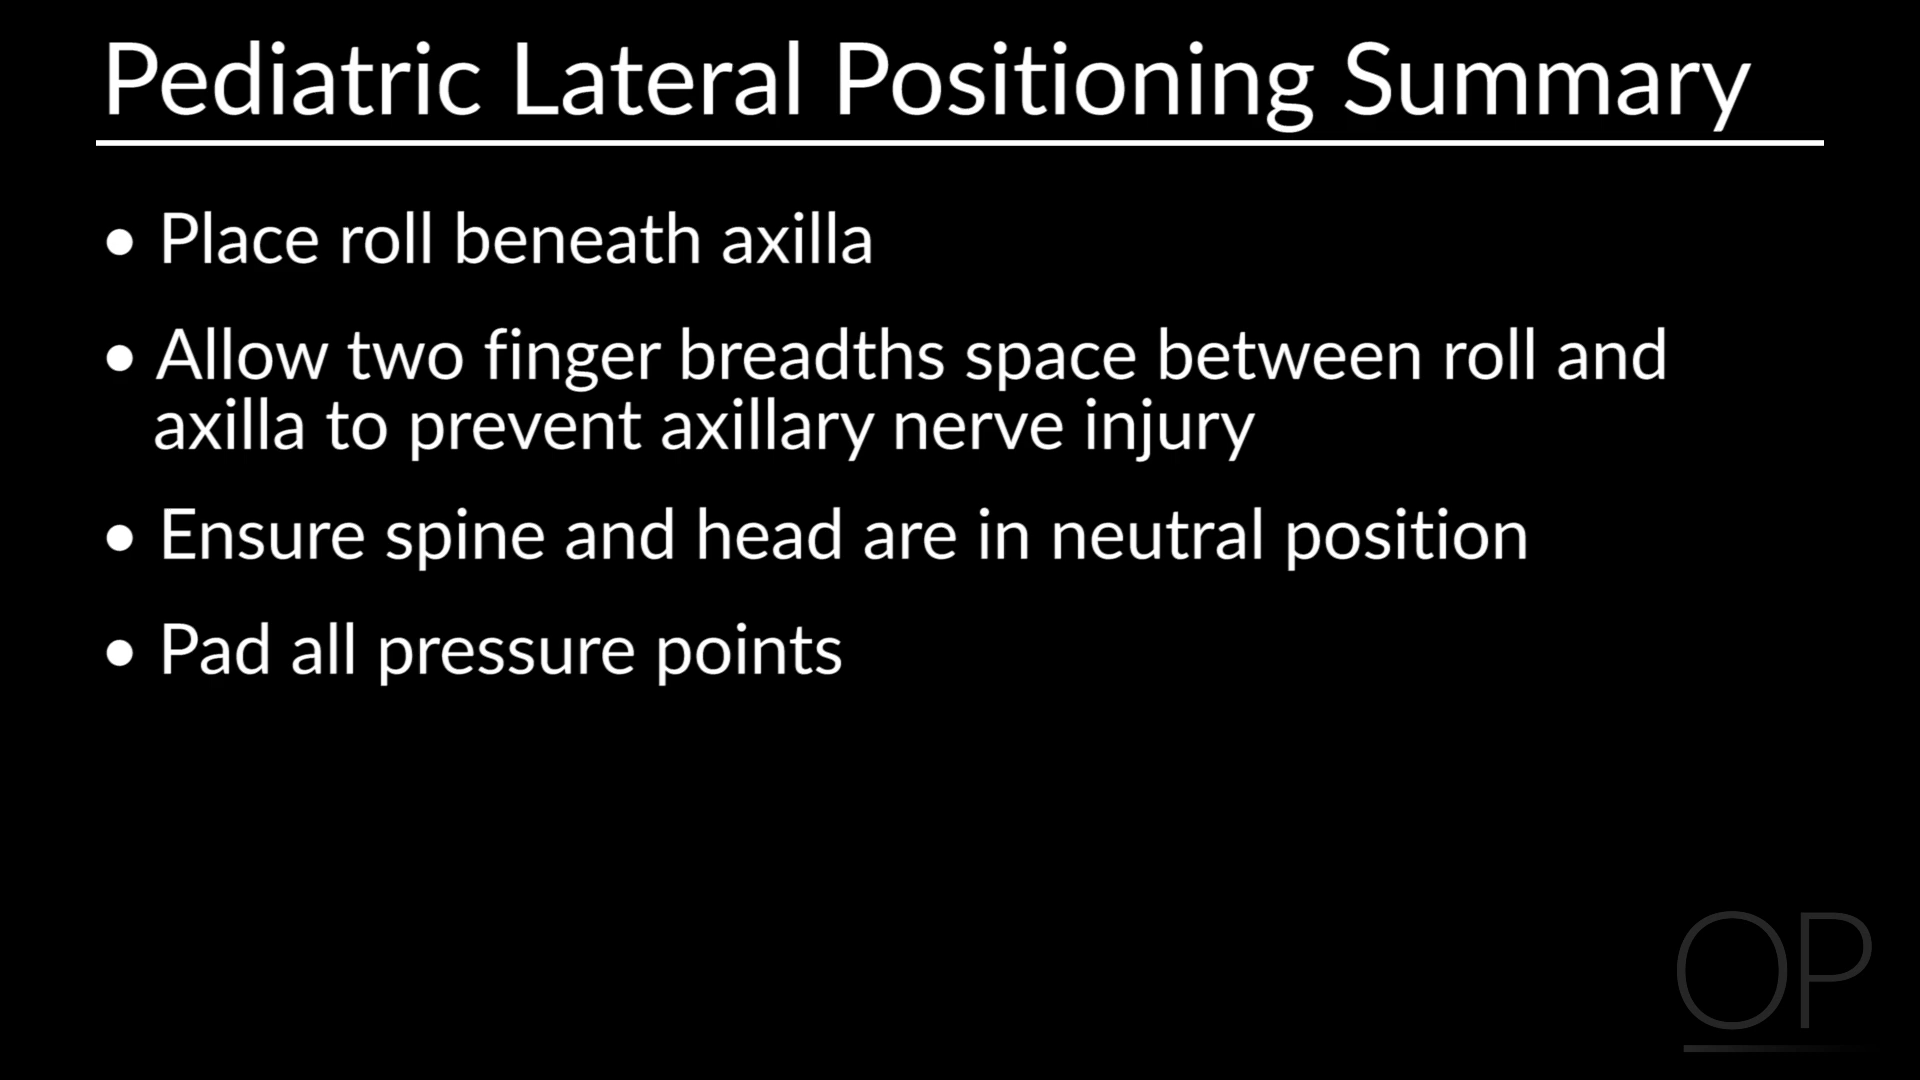 Pediatric Lateral Positioning Summary
• Place roll beneath axilla
• Allow two finger breadths space between roll and
axilla to prevent axillary nerve injury
• Ensure spine and head are in neutral position
• Pad all pressure points
OP